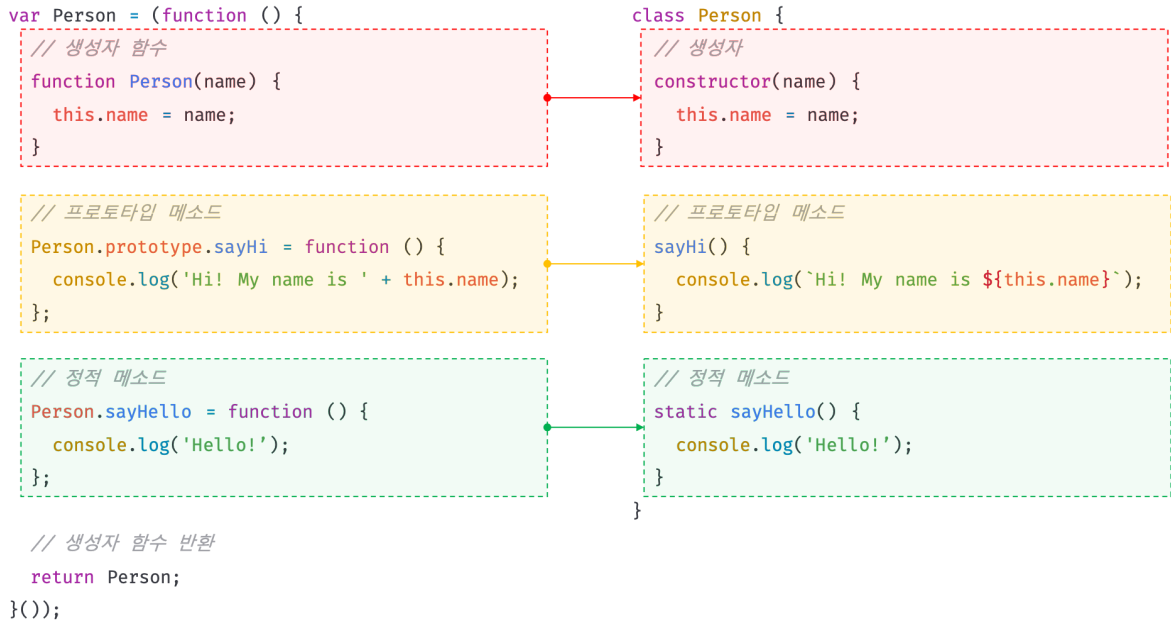 var Person = (function () {
// 생성자 함수
function Person(name) {
this.name = name;
}
// 프로토타입 메소드
Person.prototype.sayHi = function () {
console.log('Hi! My name is ' + this.name);
};
// 정적 메소드
Person.sayHello = function () {
console.log('Hello!’);
};
// 생성자 함수 반환
return Person;
}());
class Person {
// 생성자
constructor(name) {
this.name = name;
}
// 프로토타입 메소드
sayHi() {
console.log(`Hi! My name is ${this.name}`);
}
// 정적 메소드
static sayHello() {
console.log('Hello!’);
}
}